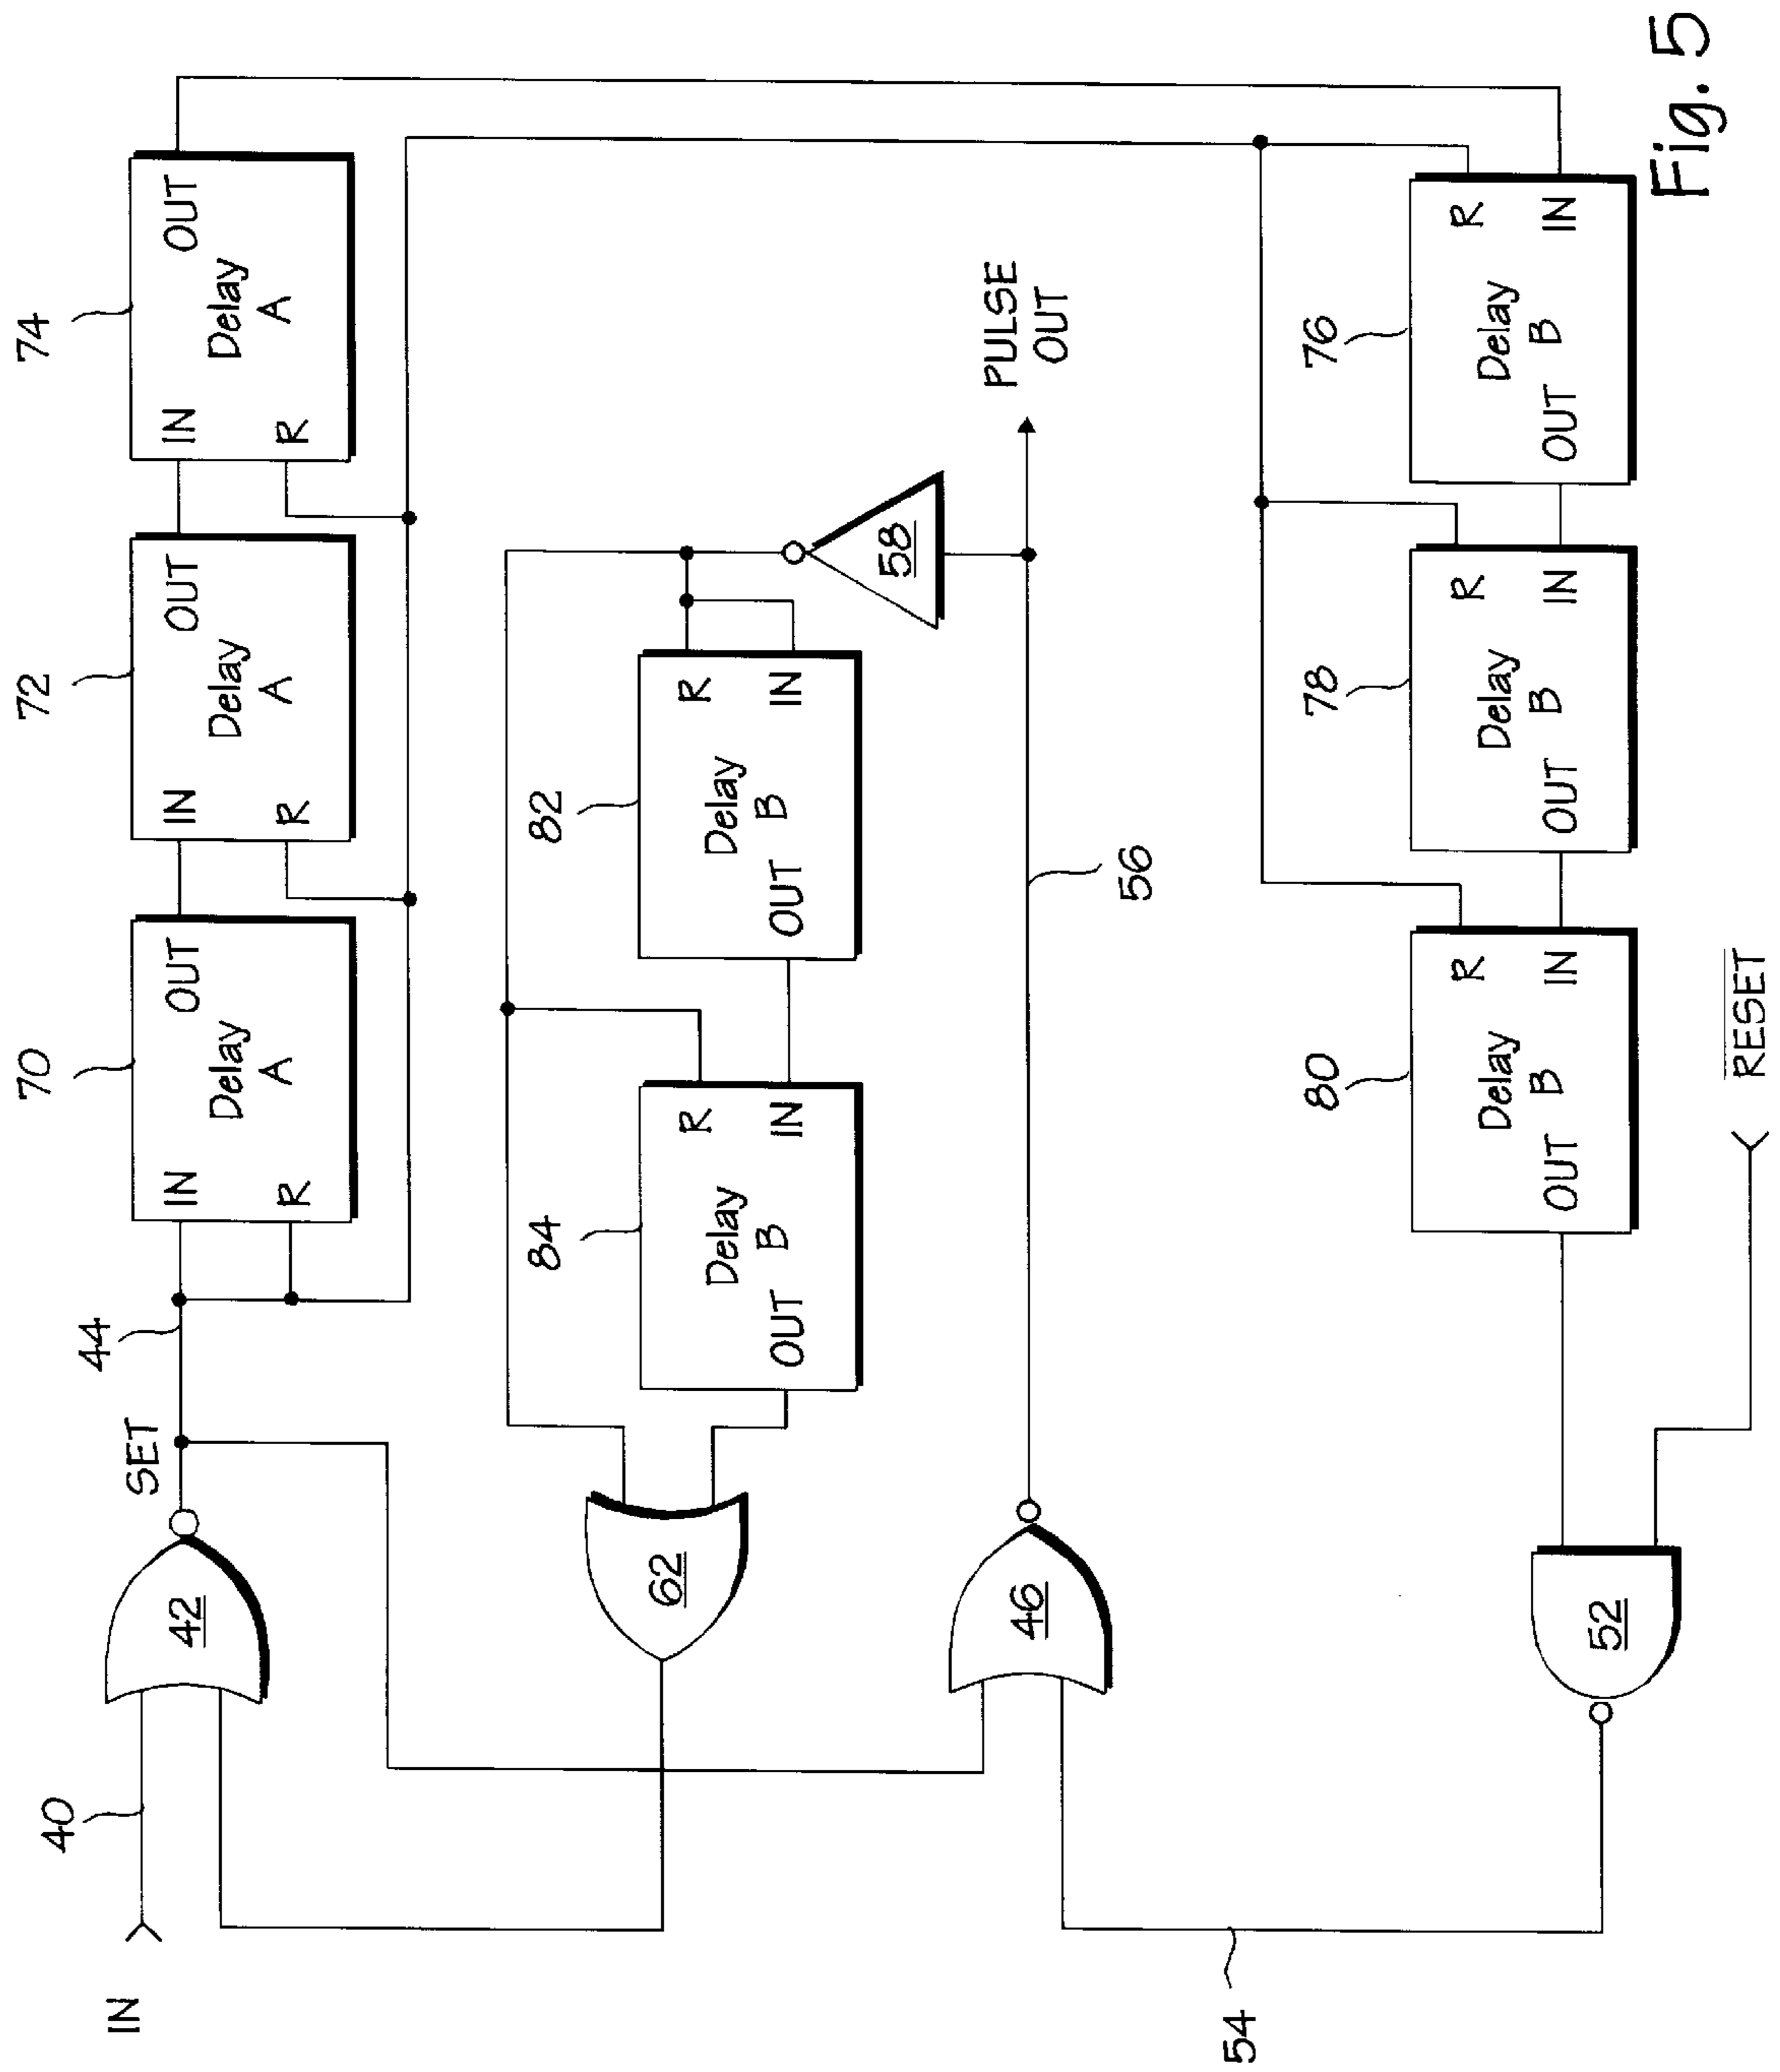 IN
40
42
SET
44
70
IN
OUT
Delay
A
R
72
IN
OUT
Delay
A
R
74
IN
OUT
Delay
A
R
62
84
R
Delay
B
OUT
IN
82
R
Delay
B
OUT
IN
58
46
56
PULSE
OUT
54
52
80
R
Delay
B
OUT
IN
78
R
Delay
B
OUT
IN
76
R
Delay
B
OUT
IN
RESET
Fig. 5